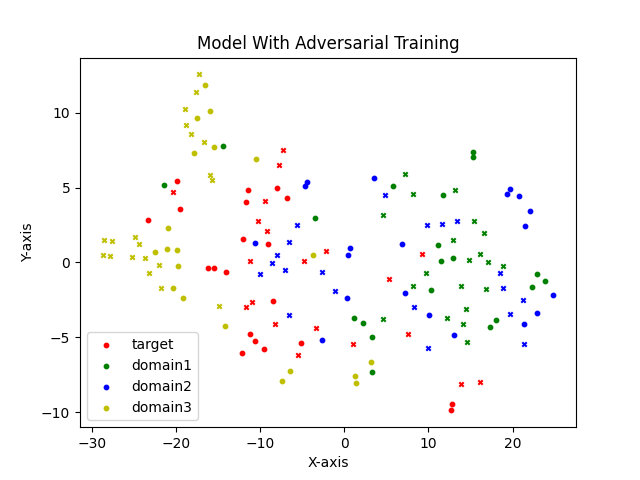 Model With Adversarial Training
Y-axis
10
5
0
−5
−10
target
domain1
domain2
domain3
−30
−20
−10
0
10
20
X-axis